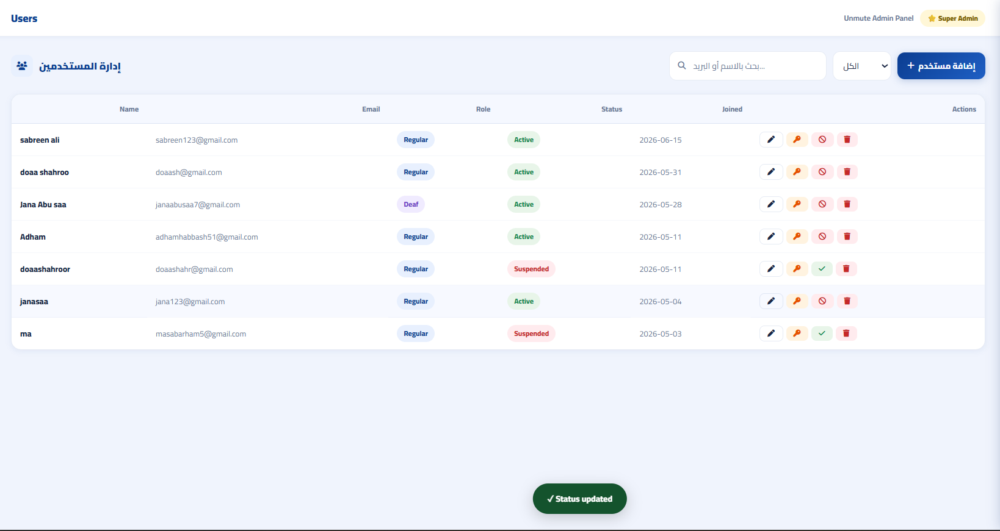 Users
Unmute Admin Panel
⭐ Super Admin
إدارة المستخدمين
بحث بالاسم أو البريد...
الكل
إضافة مستخدم +
Name Email Role Status Joined Actions
sabreen ali sabreen123@gmail.com Regular Active 2026-06-15
doaa shahroo doaash@gmail.com Regular Active 2026-05-31
Jana Abu saa janaabusaa7@gmail.com Deaf Active 2026-05-28
Adham adhamhabbash51@gmail.com Regular Active 2026-05-11
doaashahroor doaashahr@gmail.com Regular Suspended 2026-05-11
janasaa jana123@gmail.com Regular Active 2026-05-04
ma masabarham5@gmail.com Regular Suspended 2026-05-03
✓ Status updated